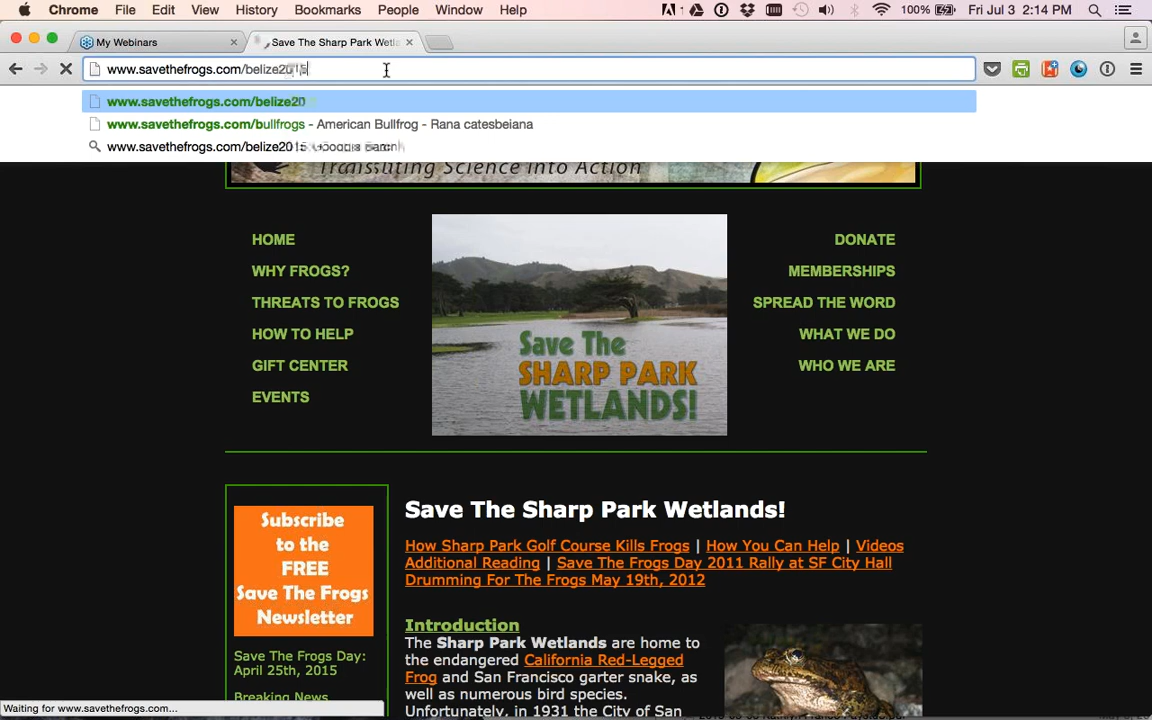 Chrome File Edit View History Bookmarks People Window Help 100% Fri Jul 3 2:14 PM
My Webinars
Save The Sharp Park Wetl
www.savethefrogs.com/belize2015
www.savethefrogs.com/belize20
www.savethefrogs.com/bullfrogs - American Bullfrog - Rana catesbeiana
www.savethefrogs.com/belize2015
Translating Science Into Action
HOME
WHY FROGS?
THREATS TO FROGS
HOW TO HELP
GIFT CENTER
EVENTS
Save The
SHARP PARK
WETLANDS!
DONATE
MEMBERSHIPS
SPREAD THE WORD
WHAT WE DO
WHO WE ARE
Subscribe
to the
FREE
Save The Frogs
Newsletter
Save The Frogs Day:
April 25th, 2015
Breaking News
Save The Sharp Park Wetlands!
How Sharp Park Golf Course Kills Frogs | How You Can Help | Videos
Additional Reading | Save The Frogs Day 2011 Rally at SF City Hall
Drumming For The Frogs May 19th, 2012
Introduction
The Sharp Park Wetlands are home to
the endangered California Red-Legged
Frog and San Francisco garter snake, as
well as numerous bird species.
Unfortunately, in 1931 the City of San
Waiting for www.savethefrogs.com...